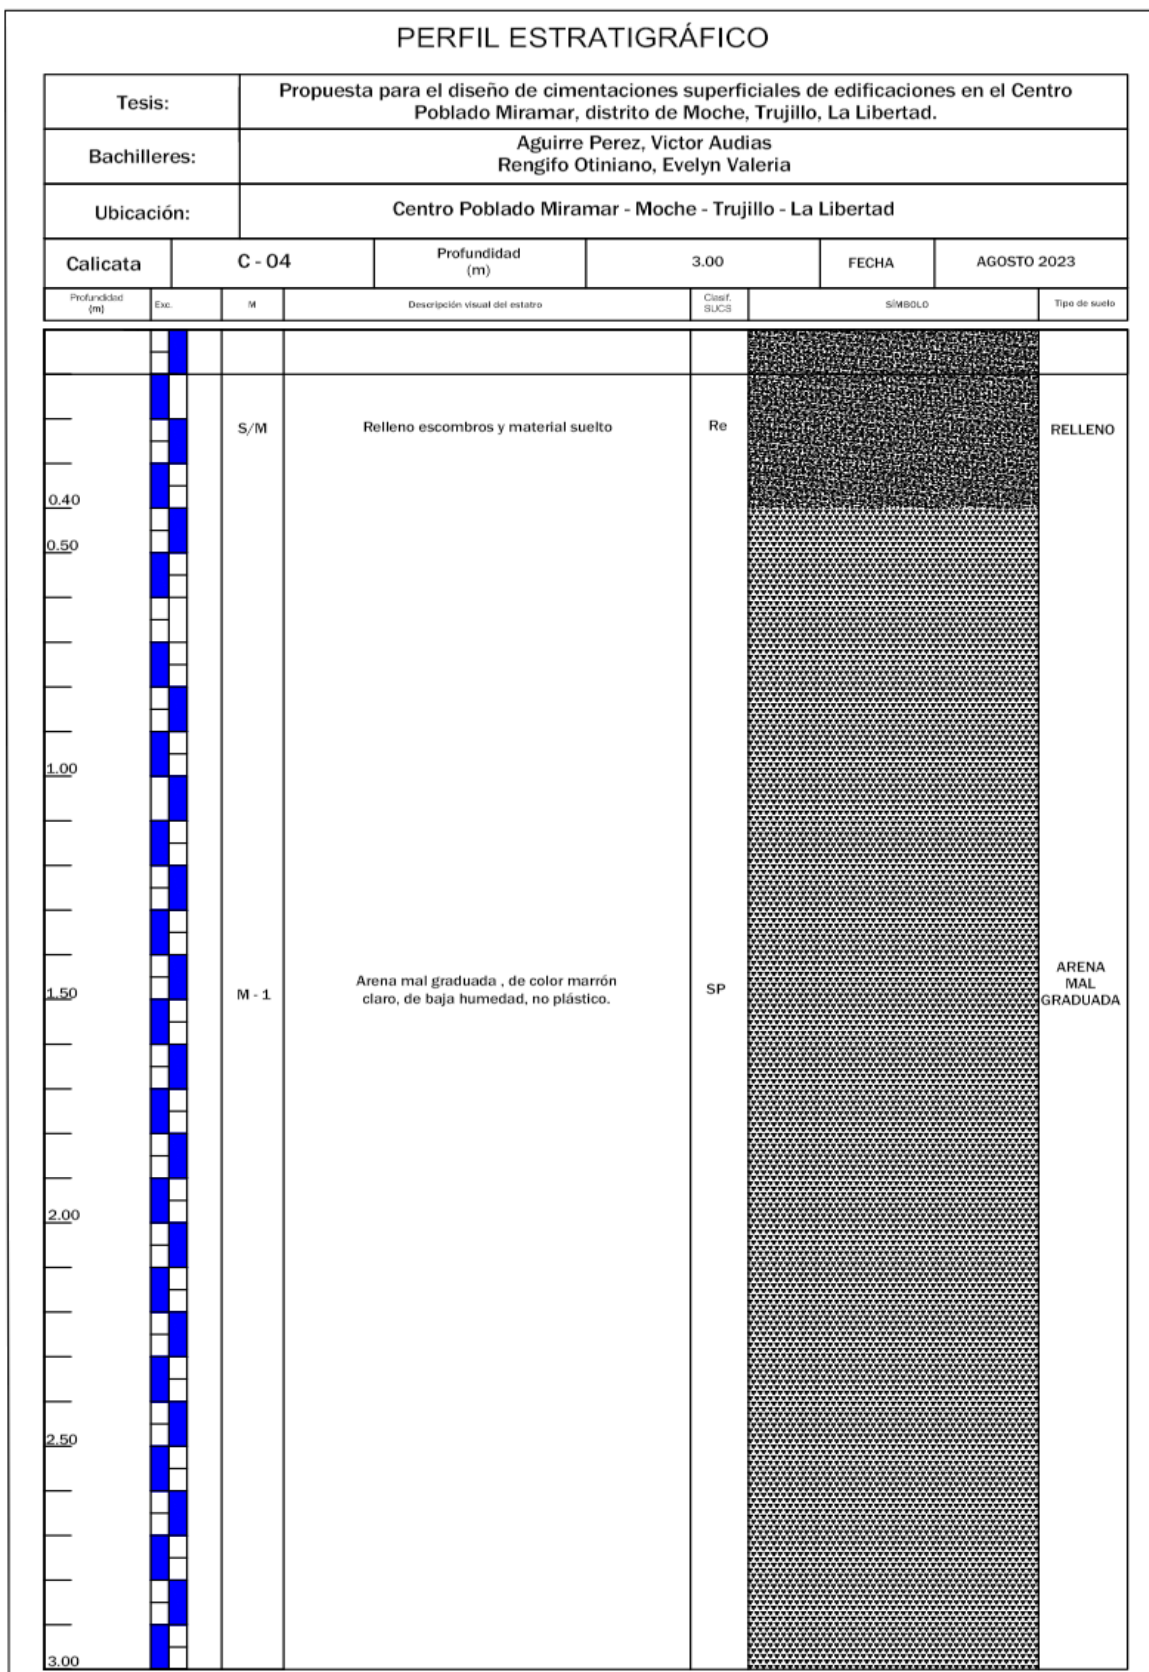 PERFIL ESTRATIGRÁFICO
Tesis:
Propuesta para el diseño de cimentaciones superficiales de edificaciones en el Centro
Poblado Miramar, distrito de Moche, Trujillo, La Libertad.
Bachilleres:
Aguirre Perez, Victor Audias
Rengifo Otiniano, Evelyn Valeria
Ubicación:
Centro Poblado Miramar - Moche - Trujillo - La Libertad
Calicata
C - 04
Profundidad
(m)
3.00
FECHA
AGOSTO 2023
Profundidad
(m)
Exc.
M
Descripción visual del estatro
Clasif.
SUCS
SÍMBOLO
Tipo de suelo
S/M
Relleno escombros y material suelto
Re
RELLENO
0.40
0.50
1.00
1.50
M - 1
Arena mal graduada , de color marrón
claro, de baja humedad, no plástico.
SP
ARENA
MAL
GRADUADA
2.00
2.50
3.00